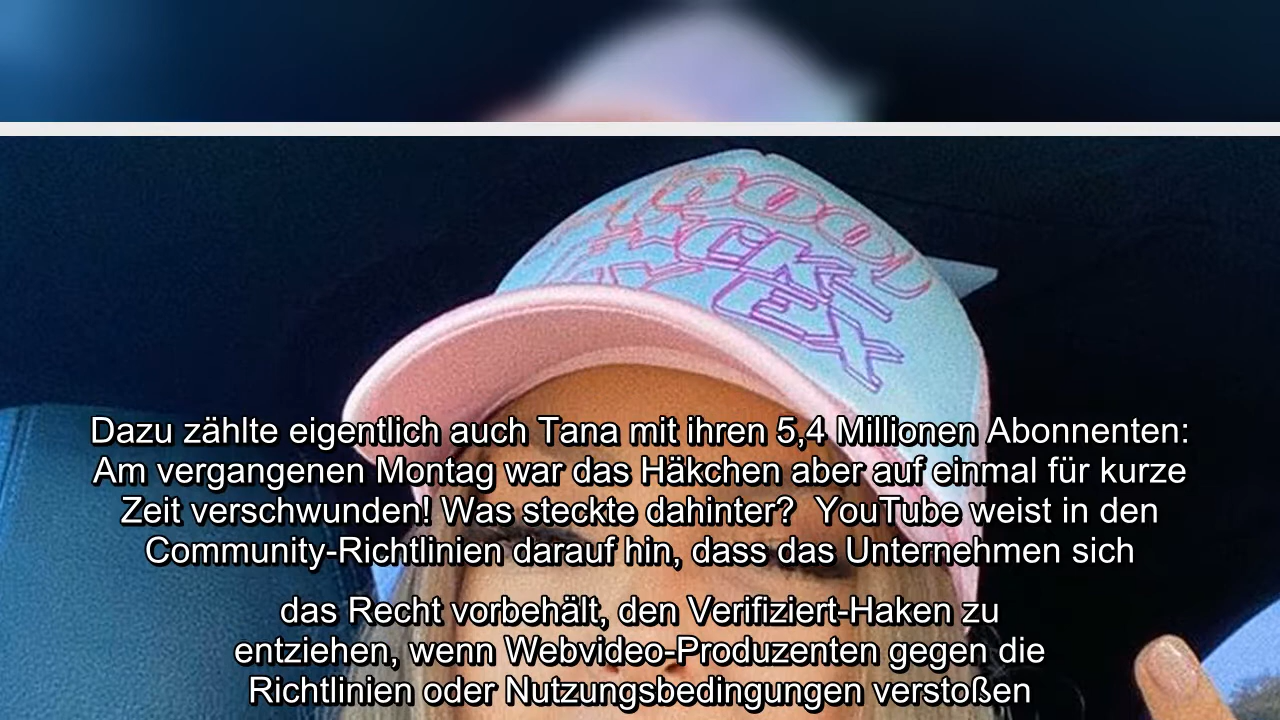 CK-
EX
Dazu zählte eigentlich auch Tana mit ihren 5,4 Millionen Abonnenten:
Am vergangenen Montag war das Häkchen aber auf einmal für kurze
Zeit verschwunden! Was steckte dahinter?  YouTube weist in den
Community-Richtlinien darauf hin, dass das Unternehmen sich
das Recht vorbehält, den Verifiziert-Haken zu
entziehen, wenn Webvideo-Produzenten gegen die
Richtlinien oder Nutzungsbedingungen verstoßen